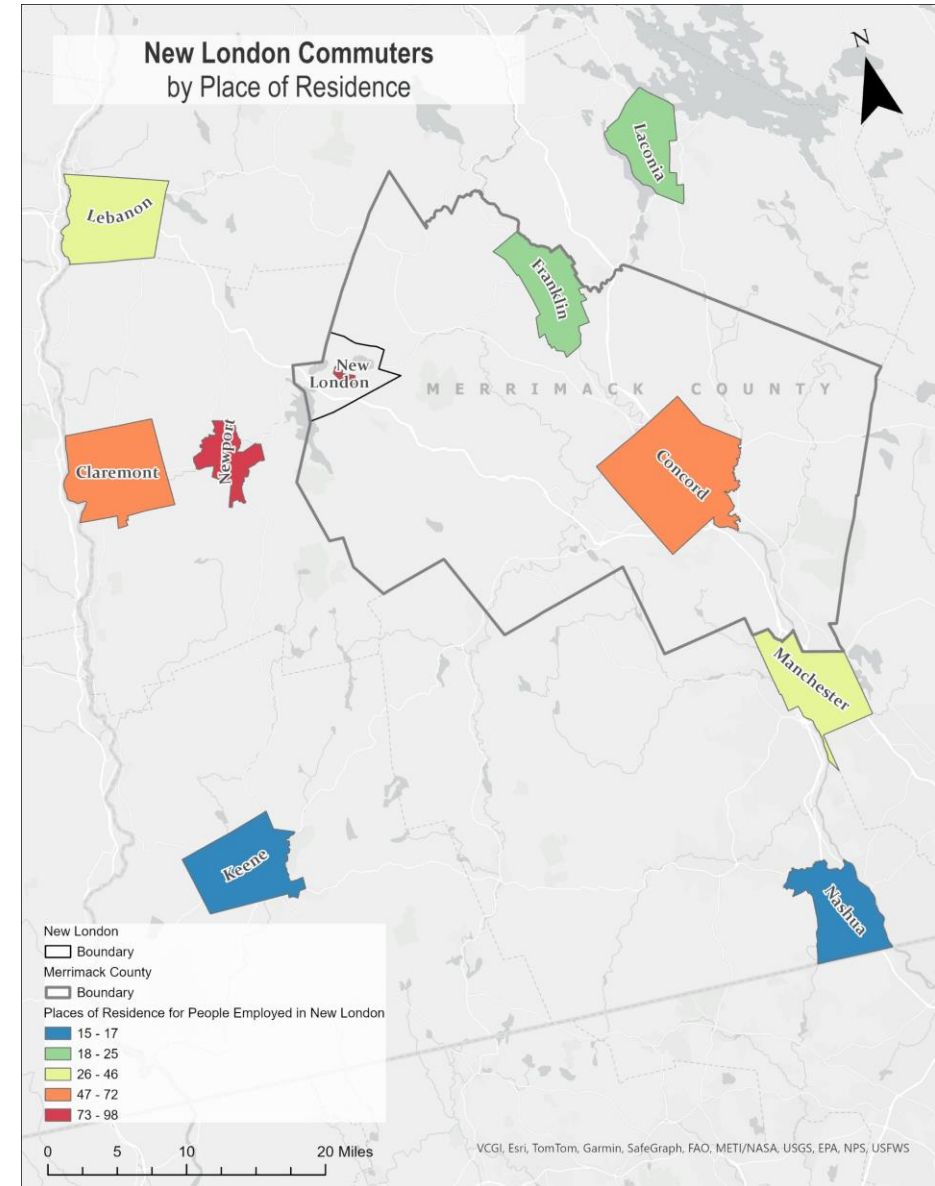 New London Commuters
by Place of Residence
N
Laconia
Lebanon
Franklin
New
London
MERRIMACK COUNTY
Newport
Claremont
Concord
Manchester
Keene
Nashua
New London
Boundary
Merrimack County
Boundary
Places of Residence for People Employed in New London
15 - 17
18 - 25
26 - 46
47 - 72
73 - 98
0 5 10 20 Miles
VCGI, Esri, TomTom, Garmin, SafeGraph, FAO, METI/NASA, USGS, EPA, NPS, USFWS